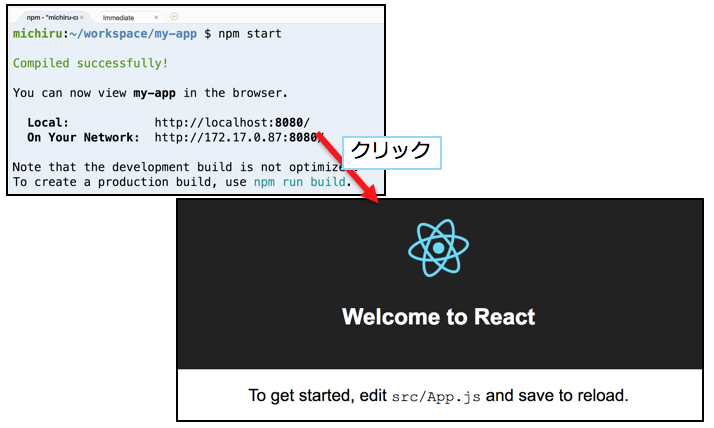 npm - "michiru-co
Immediate
michiru:~/workspace/my-app $ npm start
Compiled successfully!
You can now view my-app in the browser.
Local: http://localhost:8080/
On Your Network: http://172.17.0.87:8080/
クリック
Note that the development build is not optimize
To create a production build, use npm run build.
Welcome to React
To get started, edit src/App.js and save to reload.